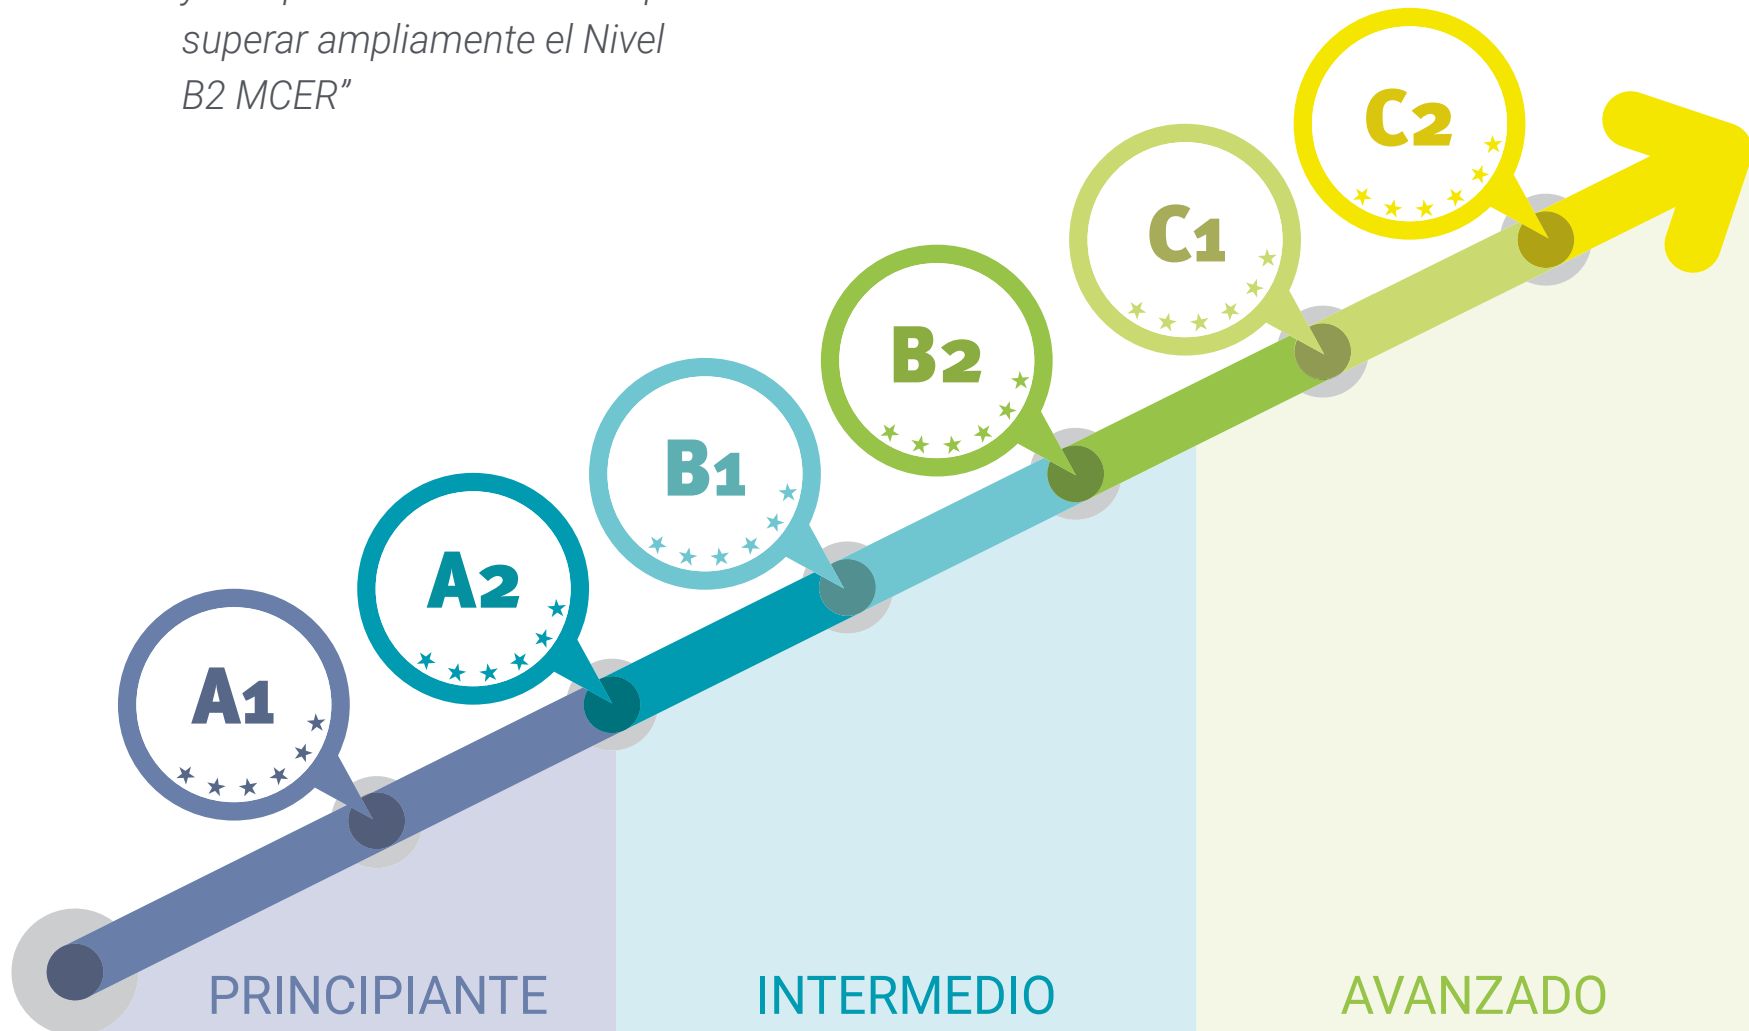 superar ampliamente el Nivel
B2 MCER”
C2
C1
B2
B1
A2
A1
PRINCIPIANTE INTERMEDIO AVANZADO